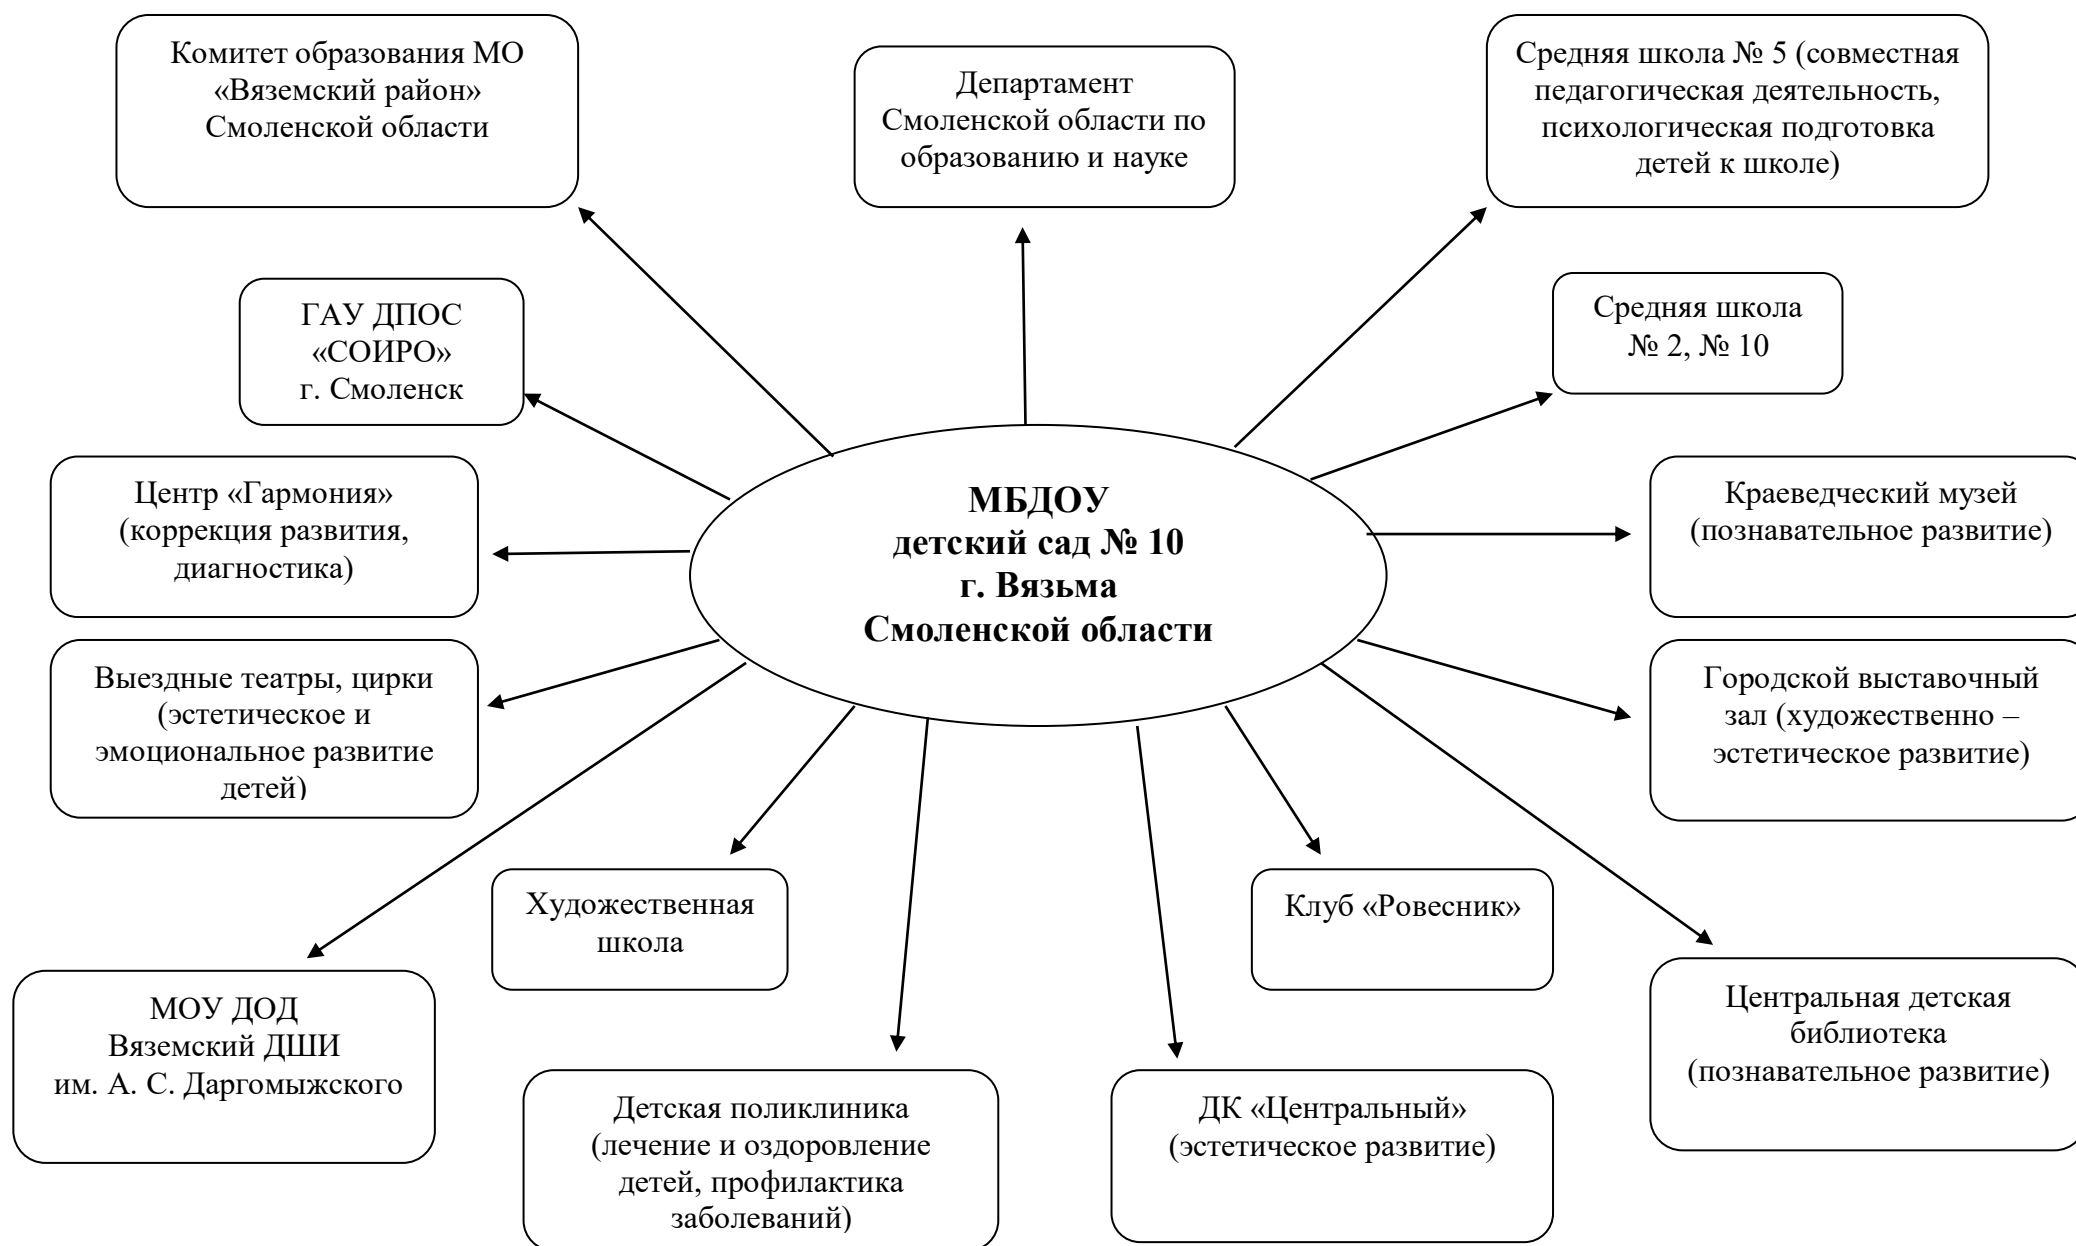 Комитет образования МО
«Вяземский район»
Смоленской области
Департамент
Смоленской области по
образованию и науке
Средняя школа № 5 (совместная
педагогическая деятельность,
психологическая подготовка
детей к школе)
ГАУ ДПОС
«СОИРО»
г. Смоленск
Средняя школа
№ 2, № 10
Центр «Гармония»
(коррекция развития,
диагностика)
МБДОУ
детский сад № 10
г. Вязьма
Смоленской области
Краеведческий музей
(познавательное развитие)
Выездные театры, цирки
(эстетическое и
эмоциональное развитие
детей)
Городской выставочный
зал (художественно –
эстетическое развитие)
Художественная
школа
Клуб «Ровесник»
МОУ ДОД
Вяземский ДШИ
им. А. С. Даргомыжского
Центральная детская
библиотека
(познавательное развитие)
Детская поликлиника
(лечение и оздоровление
детей, профилактика
заболеваний)
ДК «Центральный»
(эстетическое развитие)